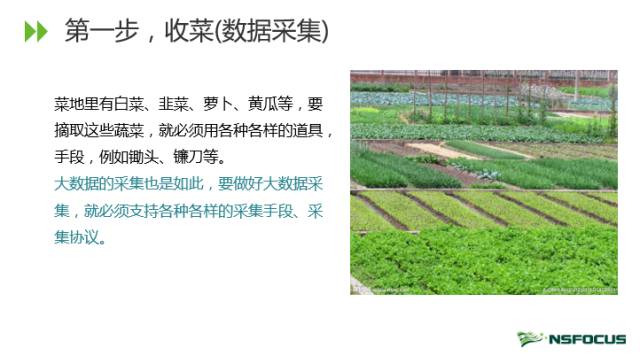 第一步，收菜(数据采集)
菜地里有白菜、韭菜、萝卜、黄瓜等，要
摘取这些蔬菜，就必须用各种各样的道具，
手段，例如锄头、镰刀等。
大数据的采集也是如此，要做好大数据采
集，就必须支持各种各样的采集手段、采
集协议。
NSFOCUS